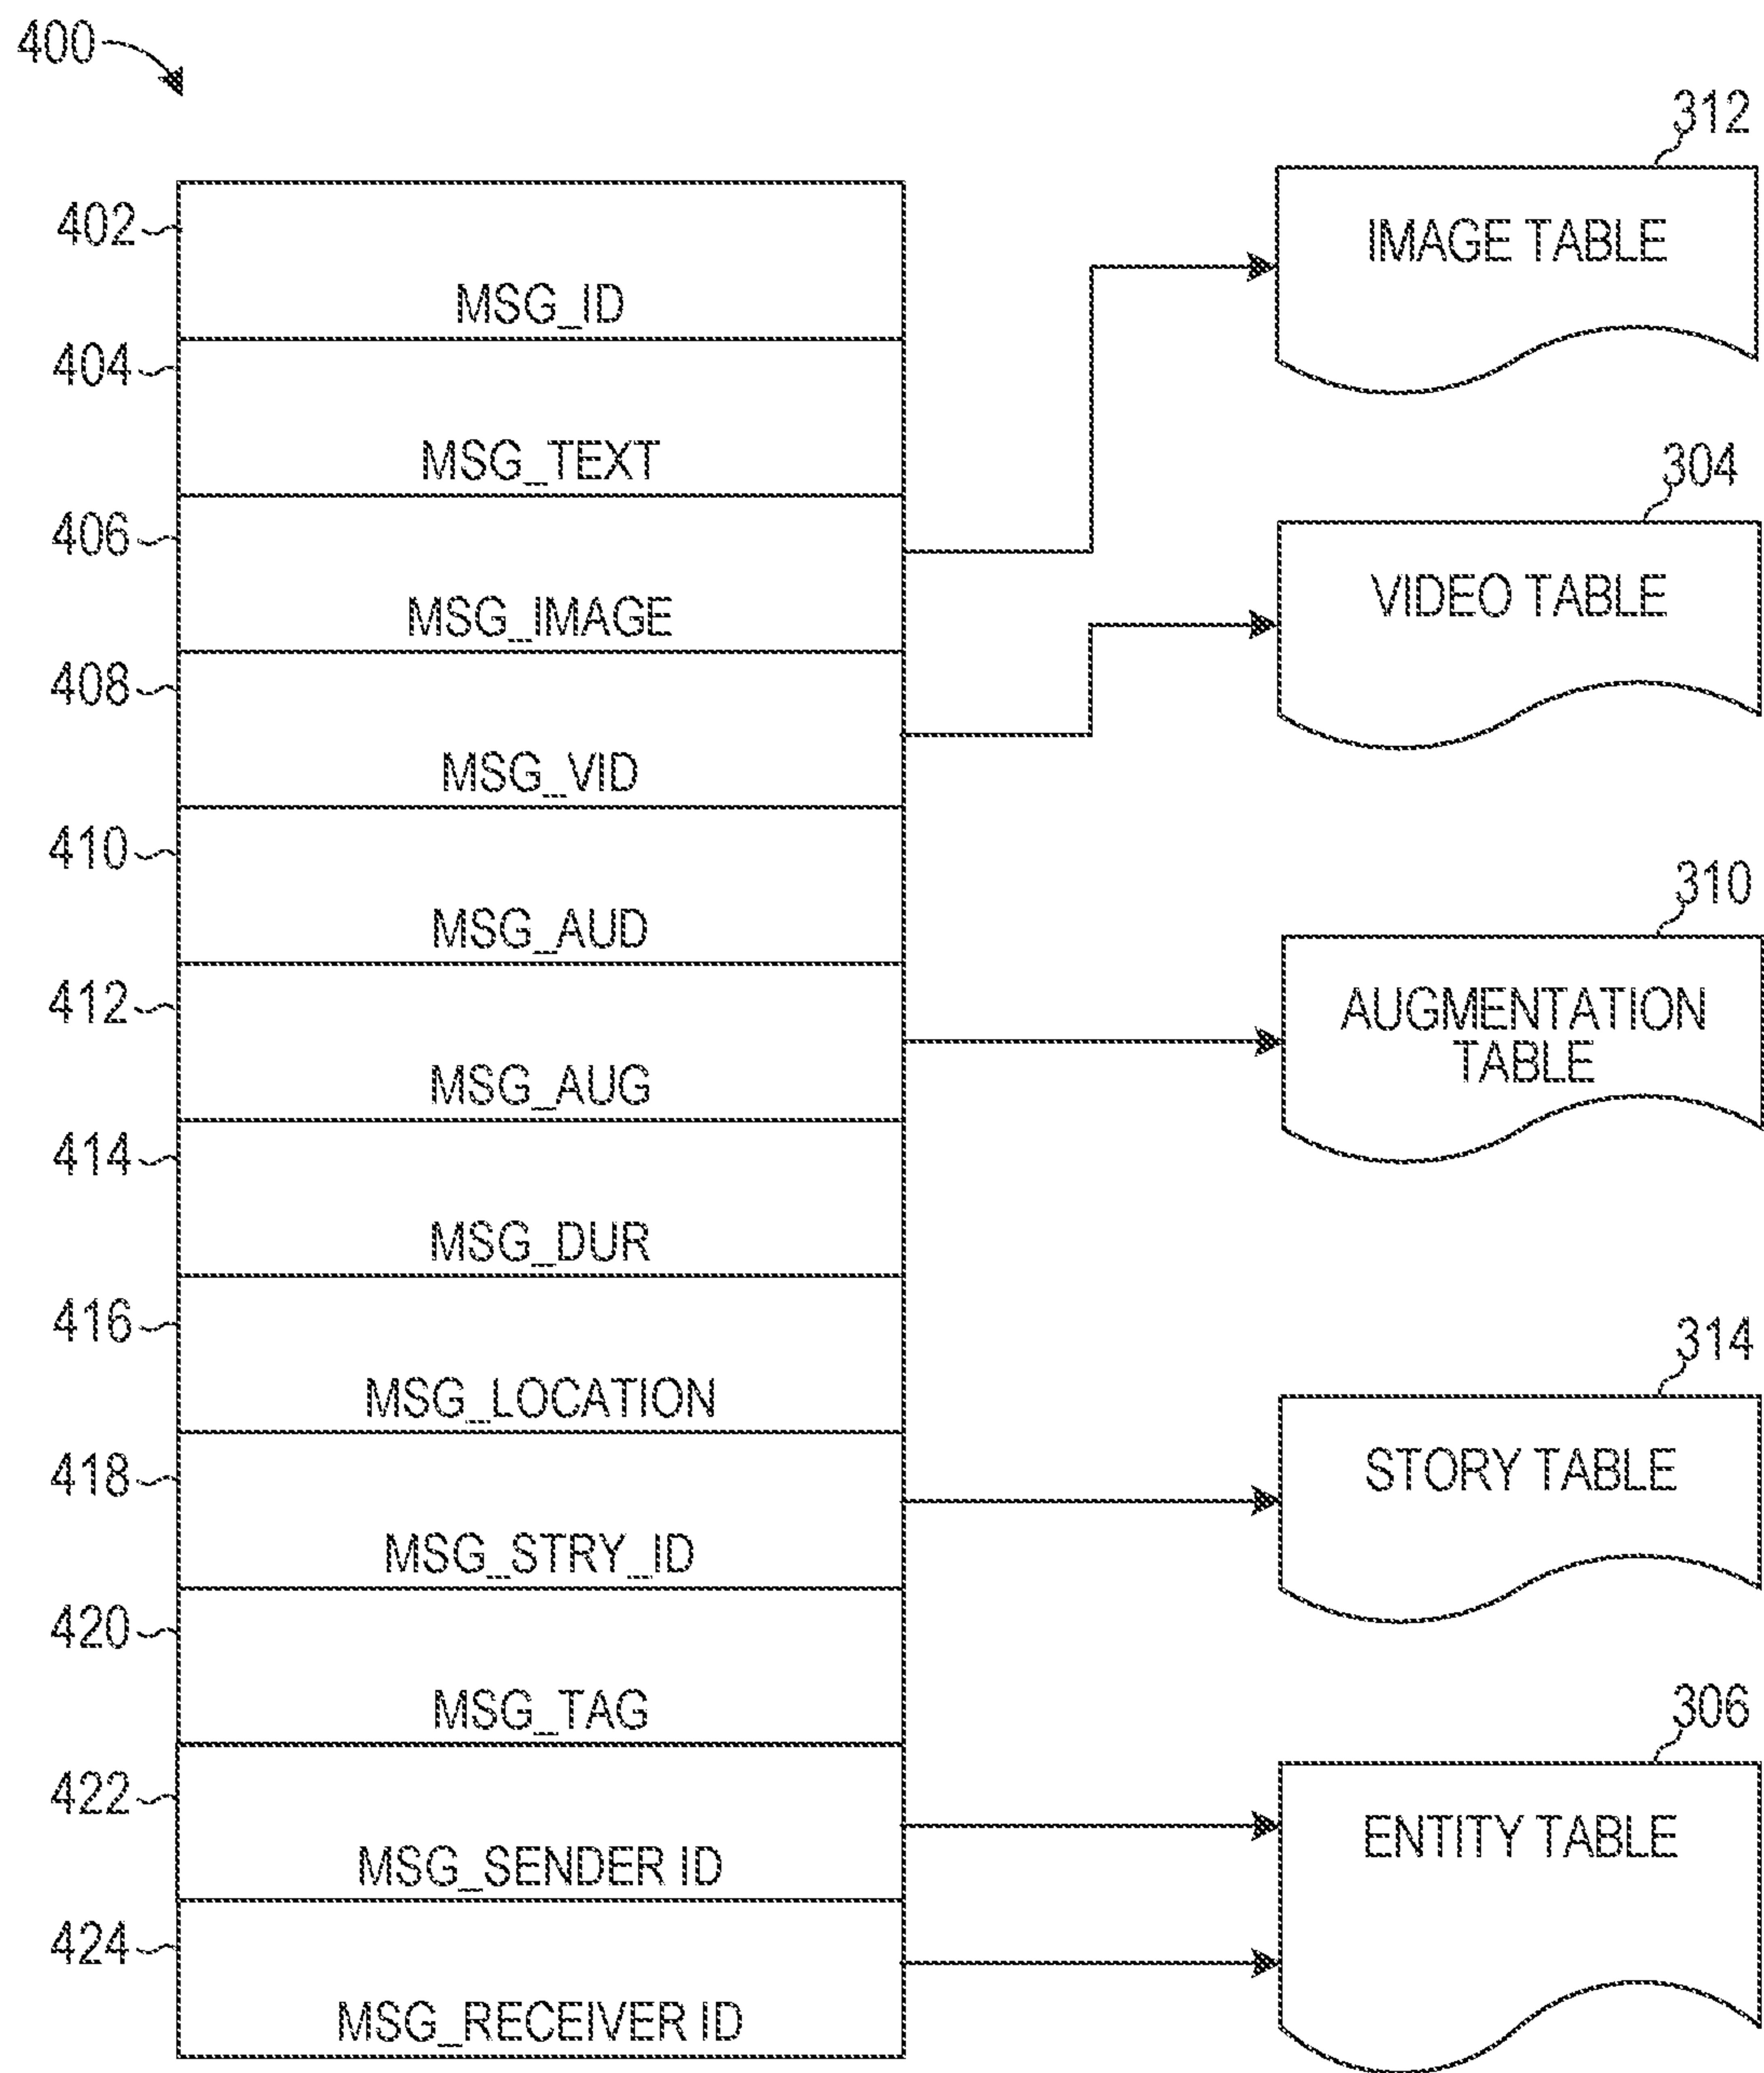 400
402
MSG_ID
404
MSG_TEXT
406
MSG_IMAGE
408
MSG_VID
410
MSG_AUD
412
MSG_AUG
414
MSG_DUR
416
MSG_LOCATION
418
MSG_STRY_ID
420
MSG_TAG
422
MSG_SENDER ID
424
MSG_RECEIVER ID
312
IMAGE TABLE
304
VIDEO TABLE
310
AUGMENTATION
TABLE
314
STORY TABLE
306
ENTITY TABLE